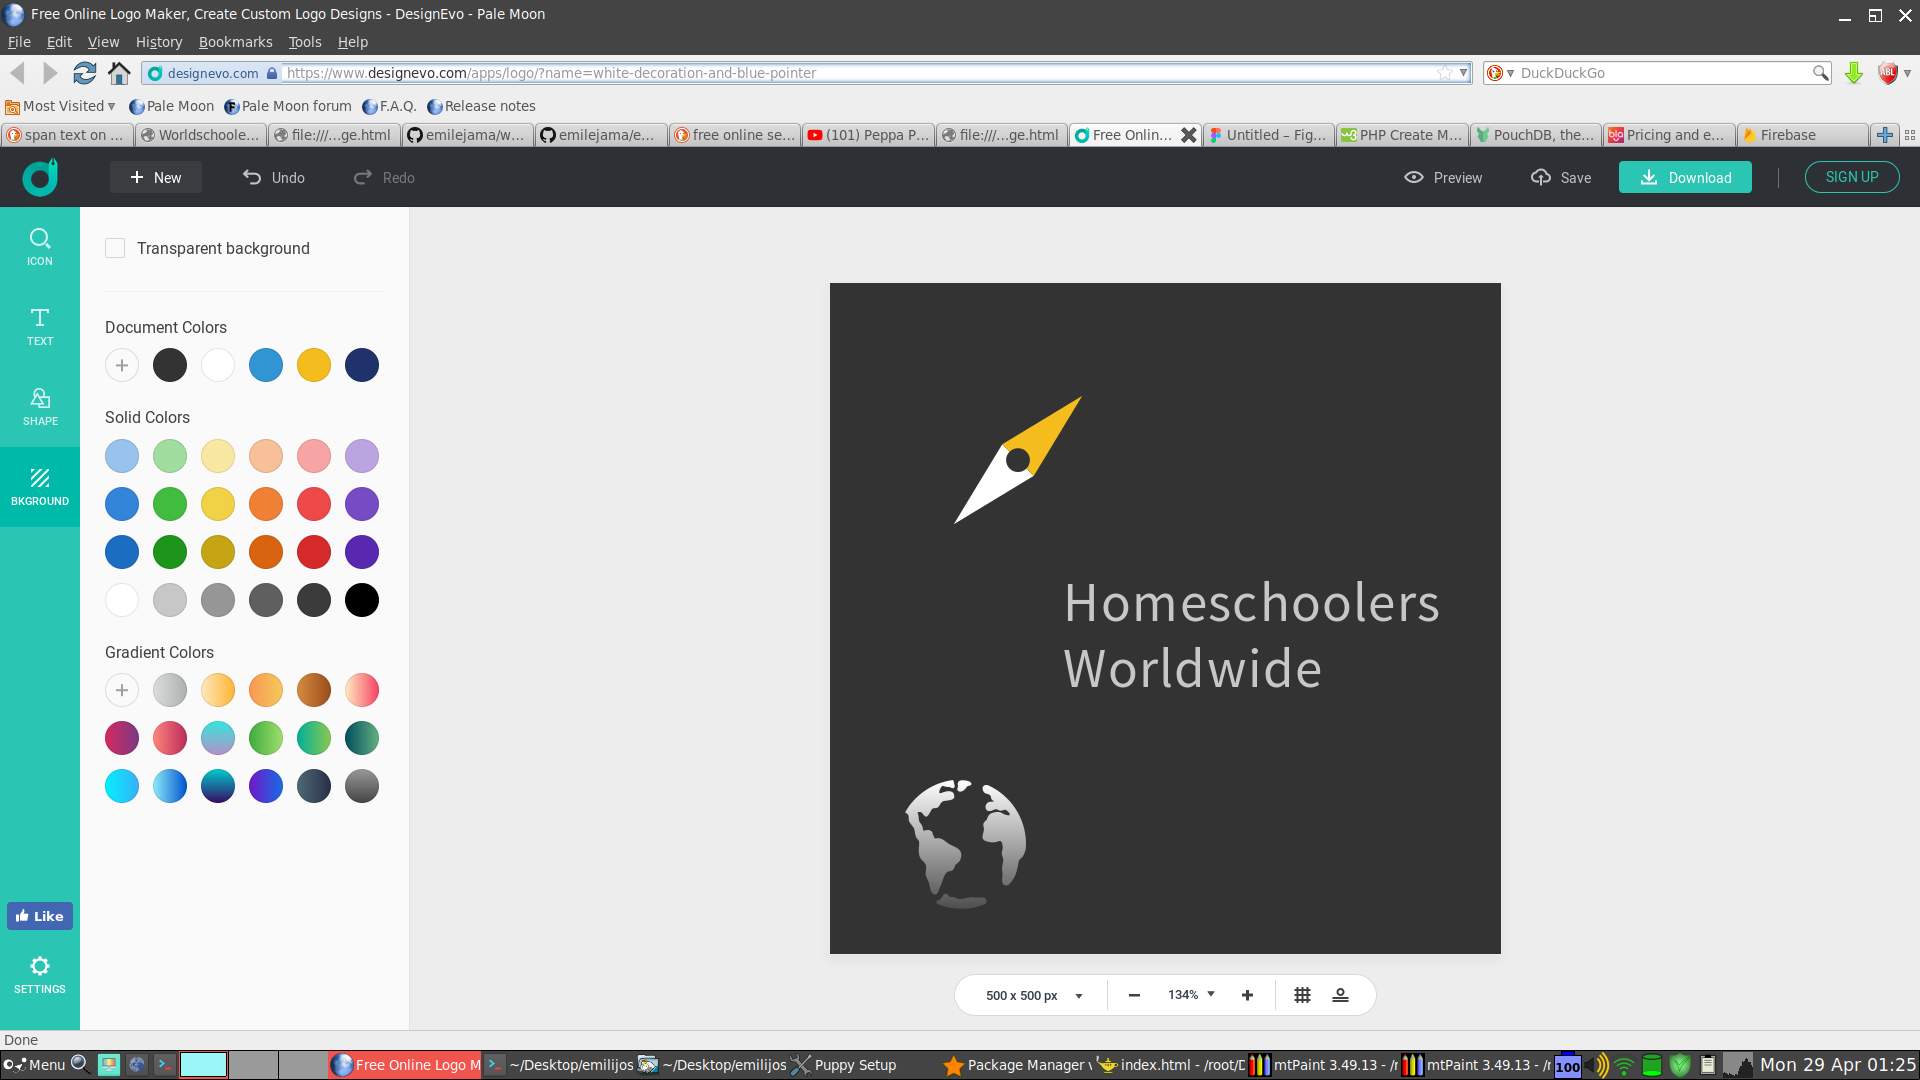 Free Online Logo Maker, Create Custom Logo Designs - DesignEvo - Pale Moon
File Edit View History Bookmarks Tools Help
designevo.com https://www.designevo.com/apps/logo/?name=white-decoration-and-blue-pointer DuckDuckGo ABL
Most Visited Pale Moon Pale Moon forum F.A.Q. Release notes
span text on ... Worldschoole... file:///...ge.html emilejama/w... emilejama/e... free online se... (101) Peppa P... file:///...ge.html Free Onlin... Untitled – Fig... PHP Create M... PouchDB, the... Pricing and e... Firebase
New Undo Redo Preview Save Download SIGN UP
ICON
TEXT
SHAPE
BKGROUND
Like
SETTINGS
Transparent background
Document Colors
Solid Colors
Gradient Colors
Homeschoolers
Worldwide
500 x 500 px 134%
Done
Menu Free Online Logo M ~/Desktop/emilijos ~/Desktop/emilijos Puppy Setup Package Manager v index.html - /root/D mtPaint 3.49.13 - /r mtPaint 3.49.13 - /r 100 Mon 29 Apr 01:25